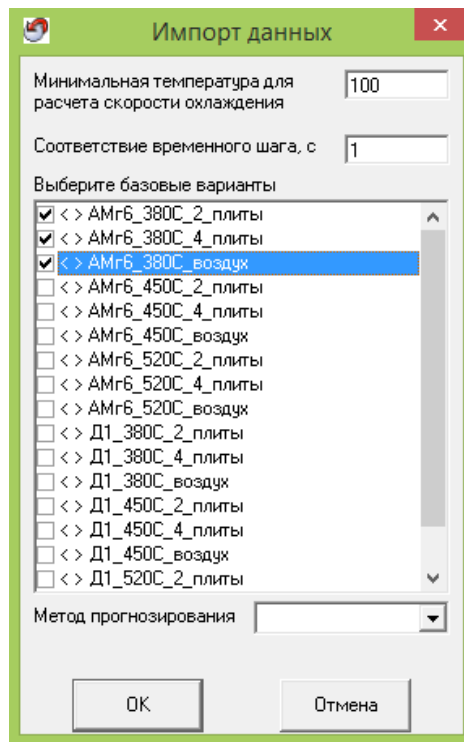 Импорт данных
Минимальная температура для
расчета скорости охлаждения
100
Соответствие временного шага, с
1
Выберите базовые варианты
< > АМг6_380С_2_плиты
< > АМг6_380С_4_плиты
< > АМг6_380С_воздух
< > АМг6_450С_2_плиты
< > АМг6_450С_4_плиты
< > АМг6_450С_воздух
< > АМг6_520С_2_плиты
< > АМг6_520С_4_плиты
< > АМг6_520С_воздух
< > Д1_380С_2_плиты
< > Д1_380С_4_плиты
< > Д1_380С_воздух
< > Д1_450С_2_плиты
< > Д1_450С_4_плиты
< > Д1_450С_воздух
< > Д1_520С_2_плиты
Метод прогнозирования
ОК
Отмена